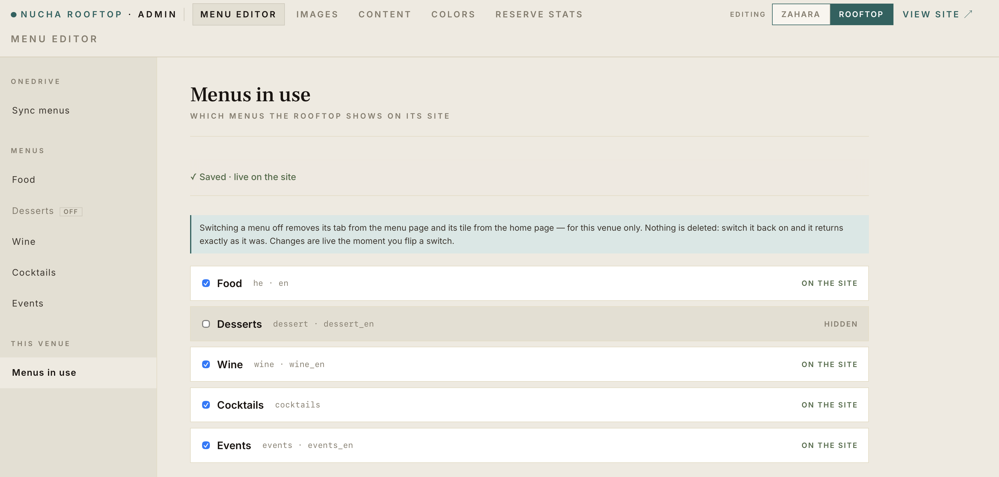 NUCHA ROOFTOP · ADMIN
MENU EDITOR
IMAGES
CONTENT
COLORS
RESERVE STATS
EDITING
ZAHARA
ROOFTOP
VIEW SITE ↗
MENU EDITOR
ONEDRIVE
Sync menus
MENUS
Food
Desserts OFF
Wine
Cocktails
Events
THIS VENUE
Menus in use
Menus in use
WHICH MENUS THE ROOFTOP SHOWS ON ITS SITE
✓ Saved · live on the site
Switching a menu off removes its tab from the menu page and its tile from the home page — for this venue only. Nothing is deleted: switch it back on and it returns
exactly as it was. Changes are live the moment you flip a switch.
Food he · en ON THE SITE
Desserts dessert · dessert_en HIDDEN
Wine wine · wine_en ON THE SITE
Cocktails cocktails ON THE SITE
Events events · events_en ON THE SITE